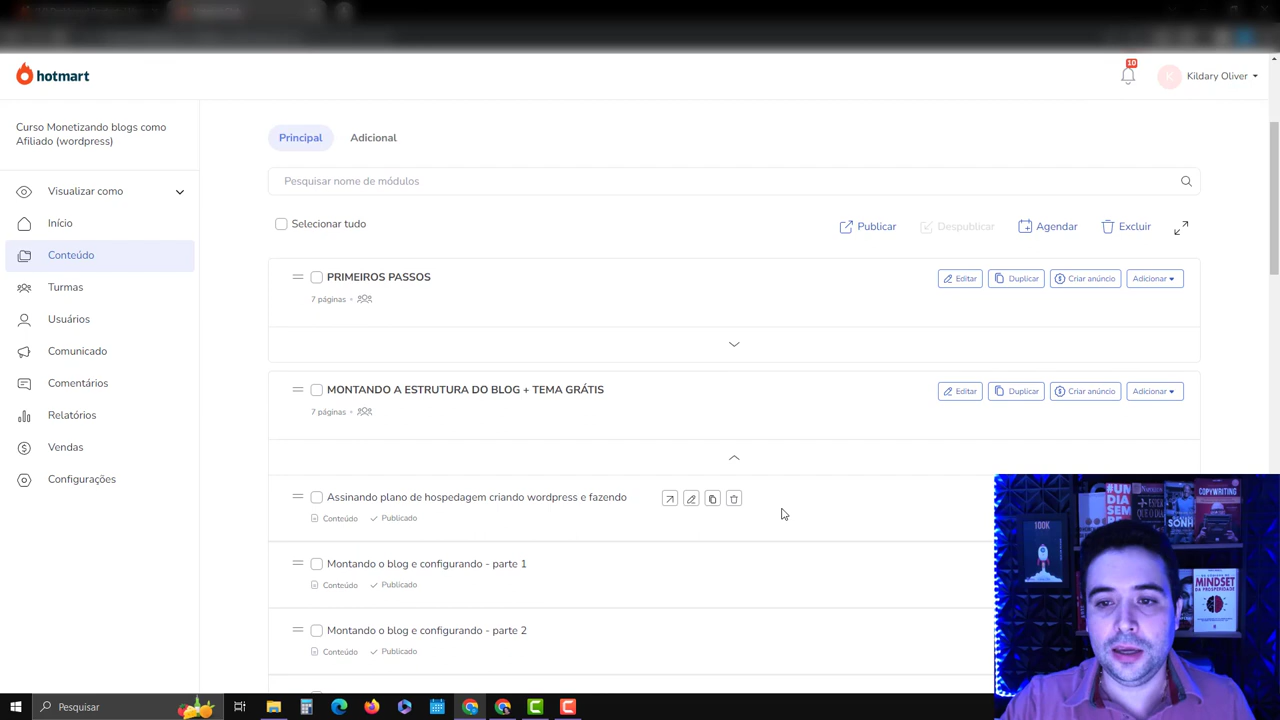 hotmart
10
K
Kildary Oliver
Curso Monetizando blogs como
Afiliado (wordpress)
Visualizar como
Início
Conteúdo
Turmas
Usuários
Comunicado
Comentários
Relatórios
Vendas
Configurações
Principal
Adicional
Pesquisar nome de módulos
Selecionar tudo
Publicar
Despublicar
Agendar
Excluir
PRIMEIROS PASSOS
Editar
Duplicar
Criar anúncio
Adicionar
7 páginas
MONTANDO A ESTRUTURA DO BLOG + TEMA GRÁTIS
Editar
Duplicar
Criar anúncio
Adicionar
7 páginas
Assinando plano de hospedagem criando wordpress e fazendo
Conteúdo
Publicado
Montando o blog e configurando - parte 1
Conteúdo
Publicado
Montando o blog e configurando - parte 2
Conteúdo
Publicado
100K
COPYWRITING
MINDSET
DA PROSPERIDADE
Pesquisar